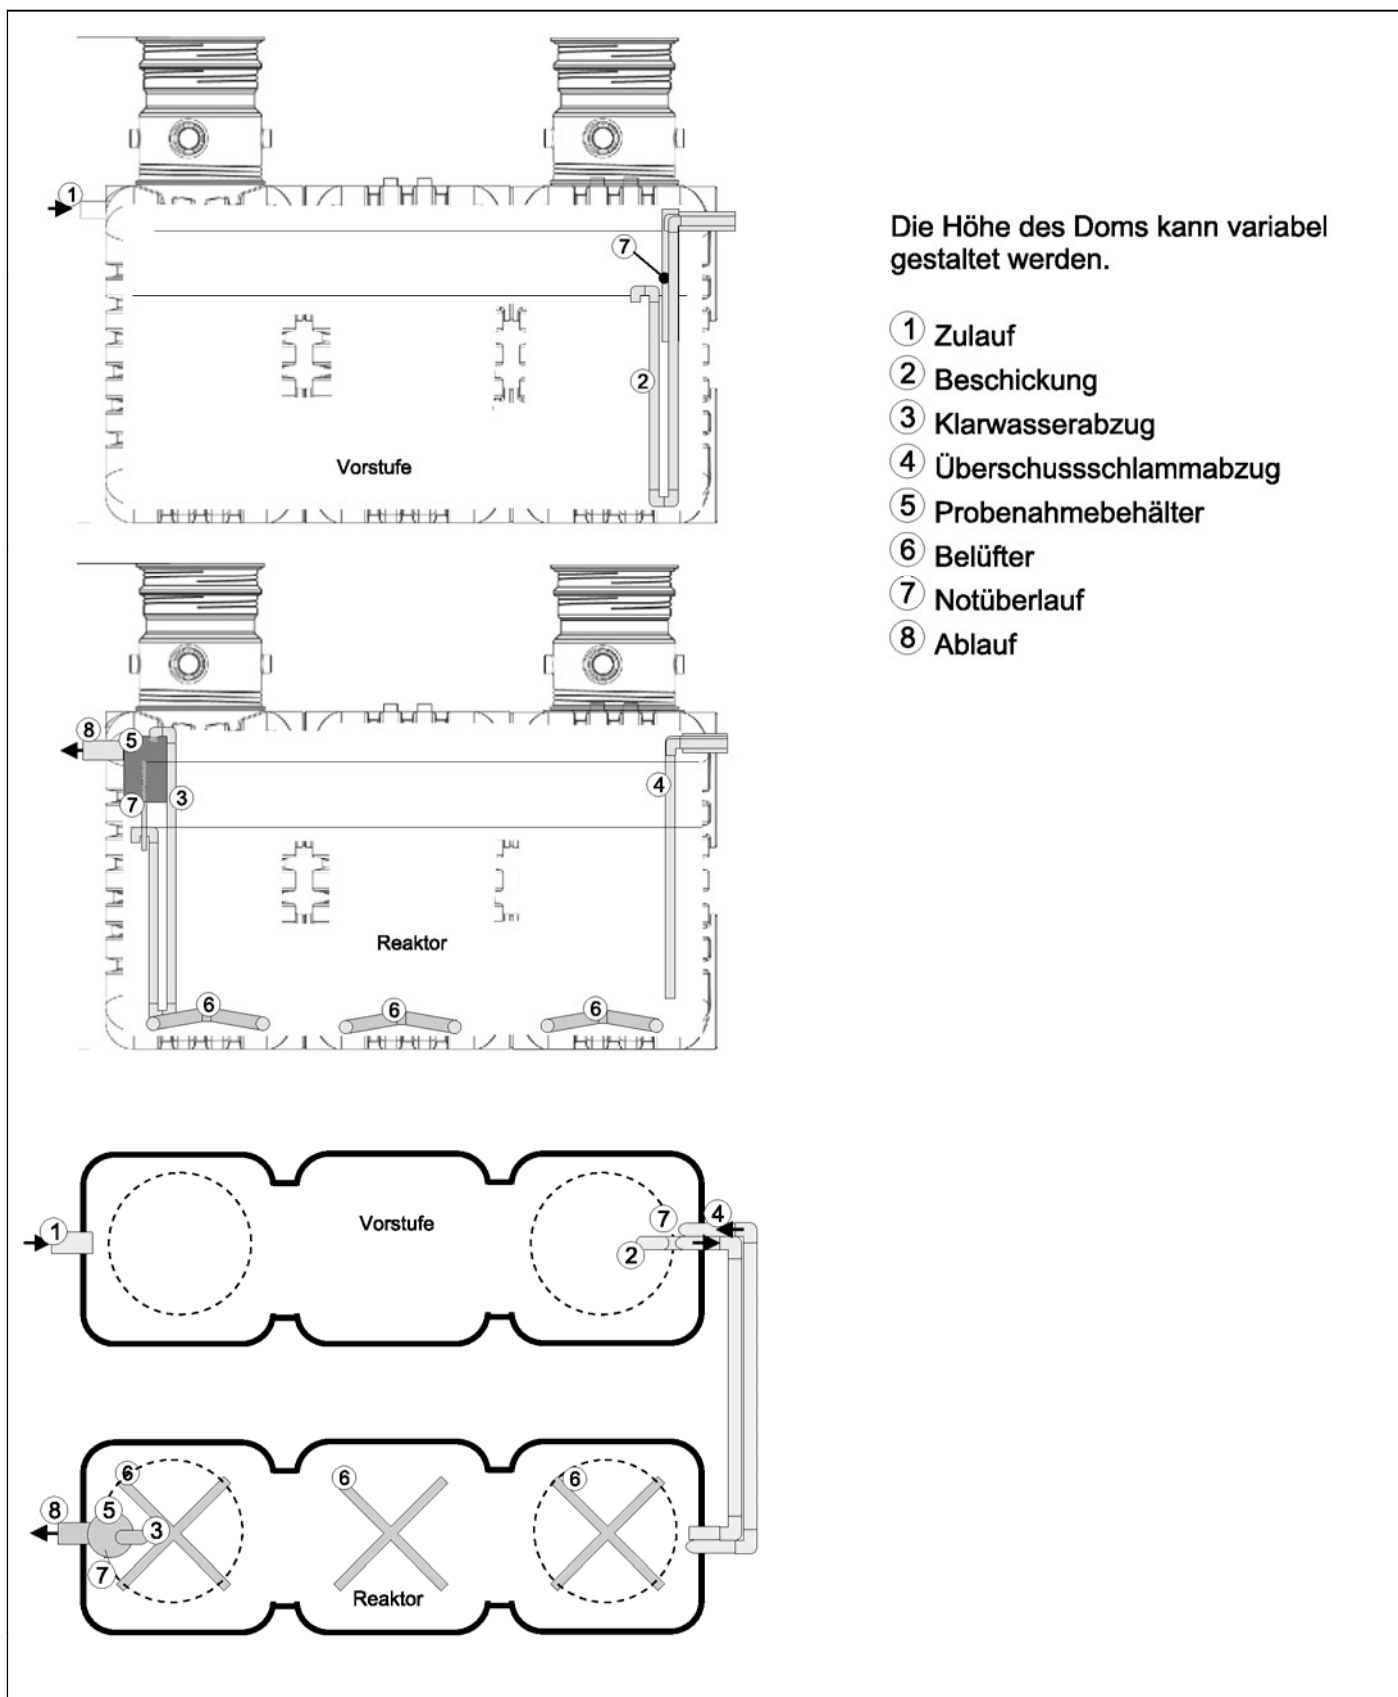 1
7
2
Vorstufe
Die Höhe des Doms kann variabel
gestaltet werden.
1 Zulauf
2 Beschickung
3 Klarwasserabzug
4 Überschussschlammabzug
5 Probenahmebehälter
6 Belüfter
7 Notüberlauf
8 Ablauf
8
5
7
3
4
Reaktor
6
6
6
1
Vorstufe
7
4
2
6
6
6
8
5
3
7
Reaktor